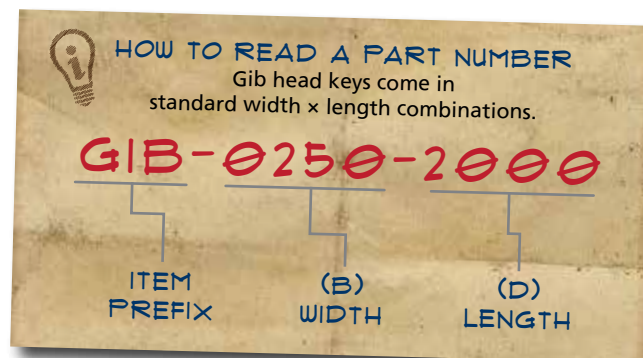 HOW TO READ A PART NUMBER
Gib head keys come in
standard width × length combinations.
GIB-0250-2000
ITEM
PREFIX
(B)
WIDTH
(D)
LENGTH